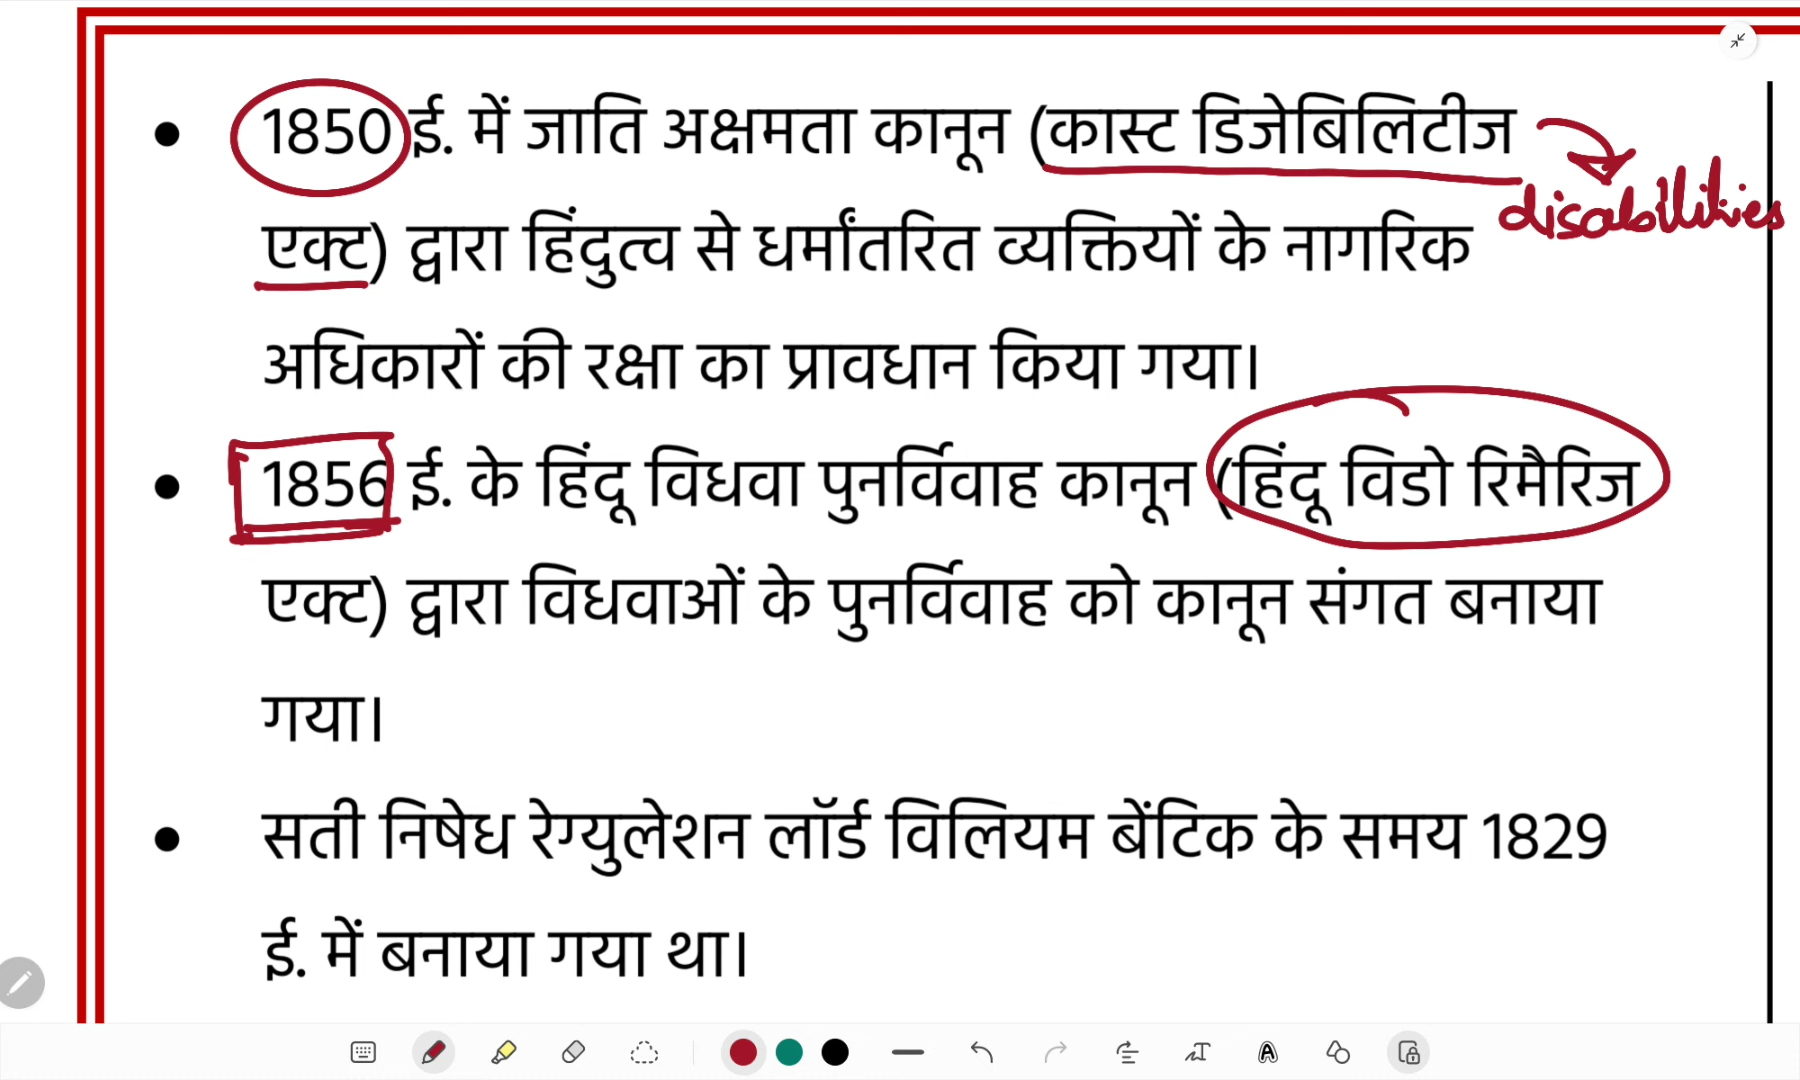 • 1850 ई. में जाति अक्षमता कानून (कास्ट डिजेबिलिटीज
disabilities
एक्ट) द्वारा हिंदुत्व से धर्मांतरित व्यक्तियों के नागरिक
अधिकारों की रक्षा का प्रावधान किया गया।
• 1856 ई. के हिंदू विधवा पुनर्विवाह कानून (हिंदू विडो रिमैरिज
एक्ट) द्वारा विधवाओं के पुनर्विवाह को कानून संगत बनाया
गया।
• सती निषेध रेग्युलेशन लॉर्ड विलियम बेंटिक के समय 1829
ई. में बनाया गया था।